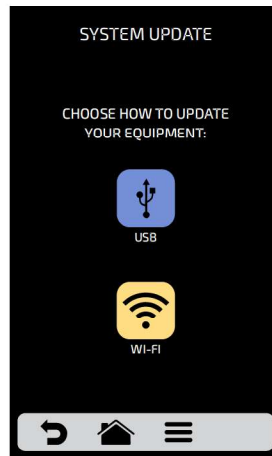 SYSTEM UPDATE
CHOOSE HOW TO UPDATE
YOUR EQUIPMENT:
USB
WI-FI